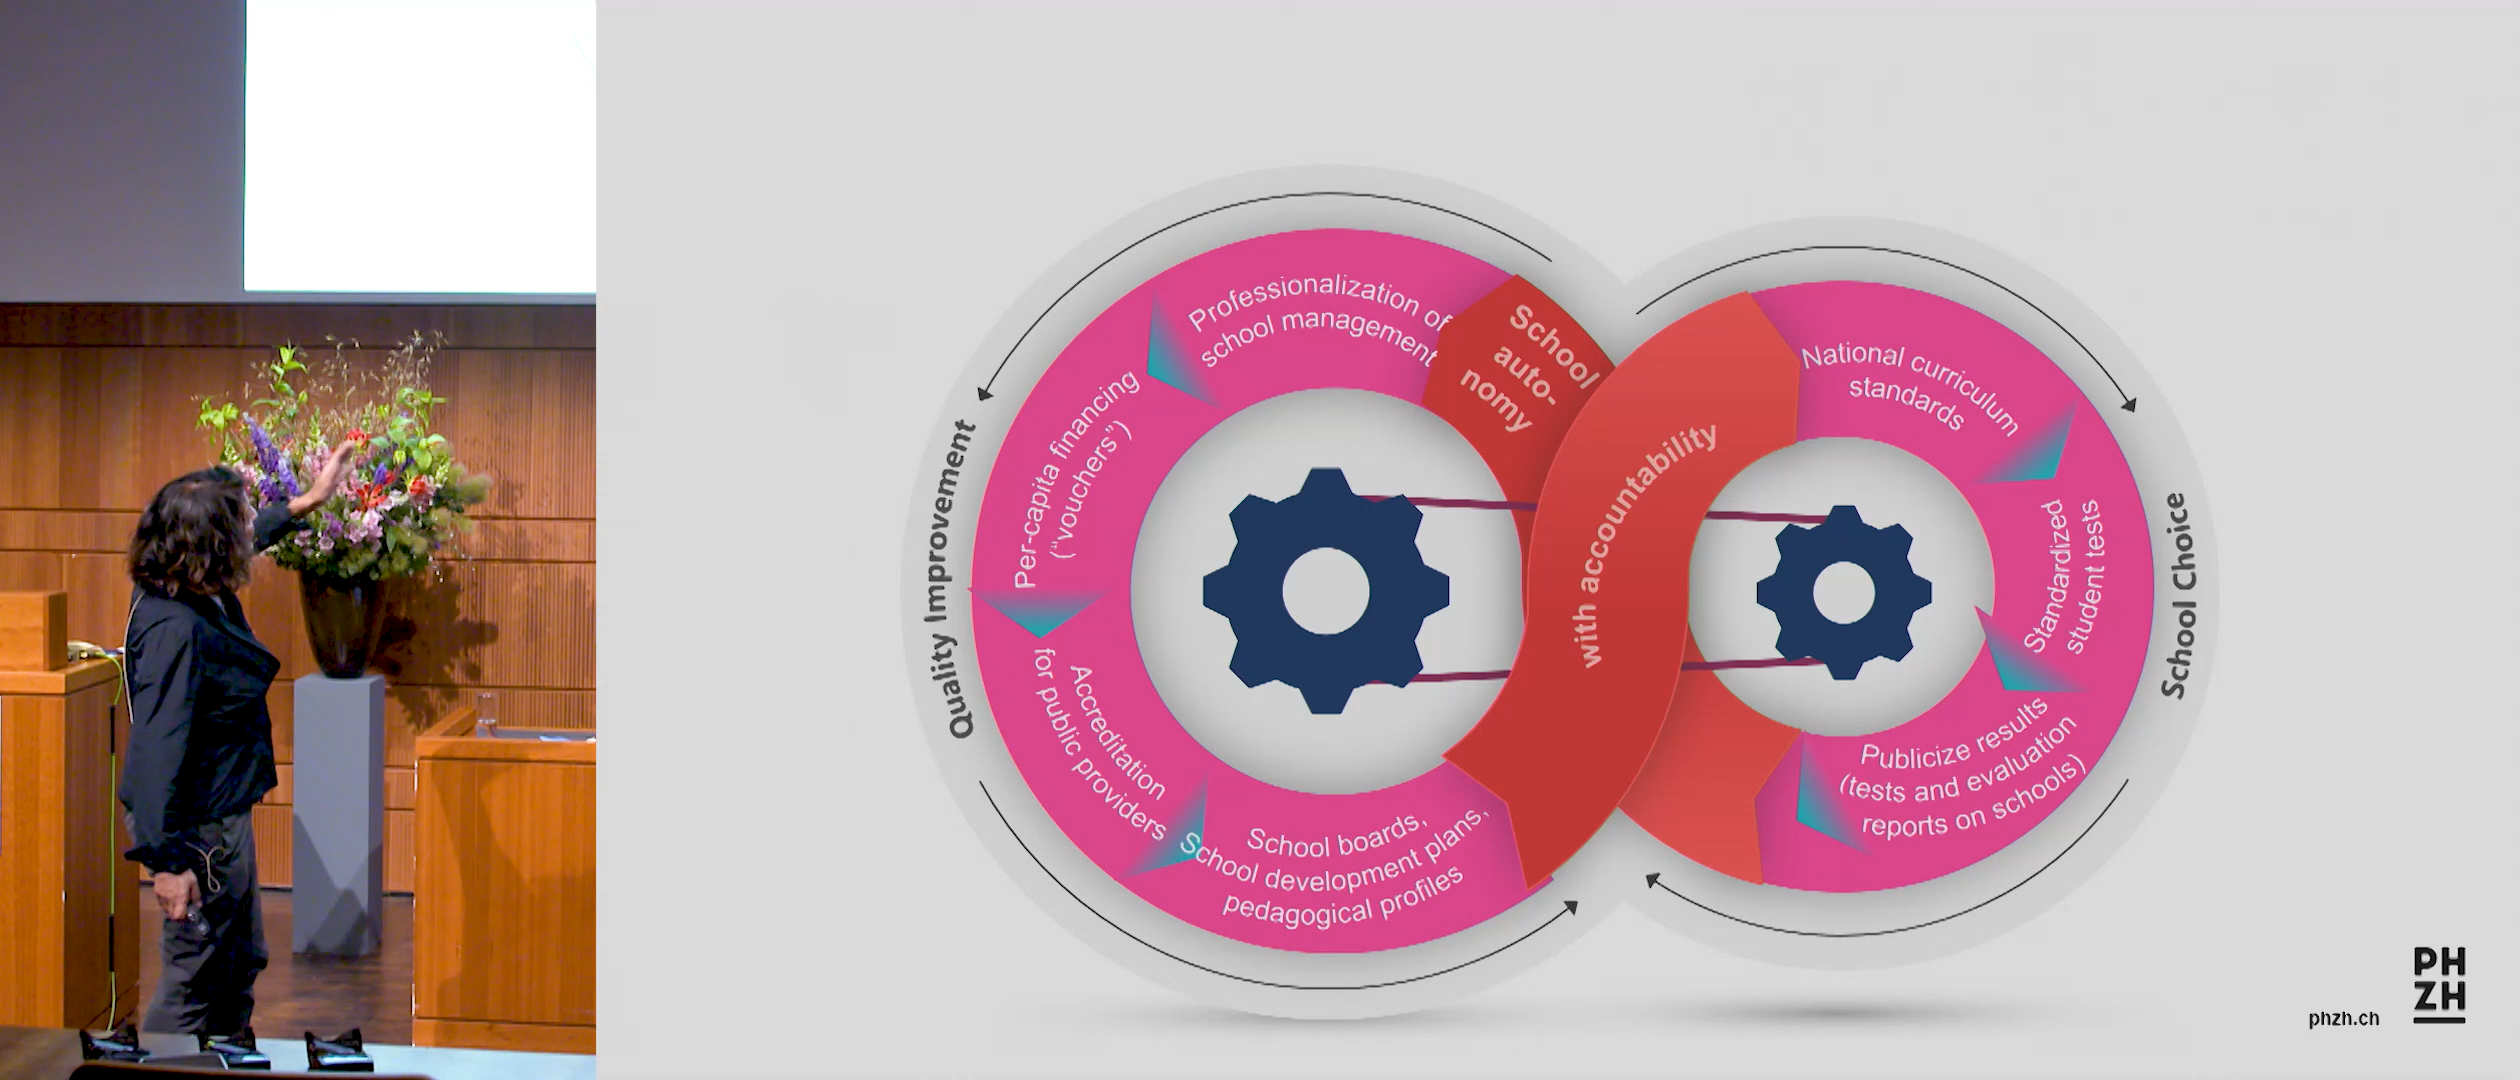 Professionalization of
school management
Per-capita financing
("vouchers")
Accreditation
for public providers
School boards,
School development plans,
pedagogical profiles
School
auto-
nomy
with accountability
National curriculum
standards
Standardized
student tests
Publicize results
(tests and evaluation
reports on schools)
Quality Improvement
School Choice
phzh.ch
PH
ZH